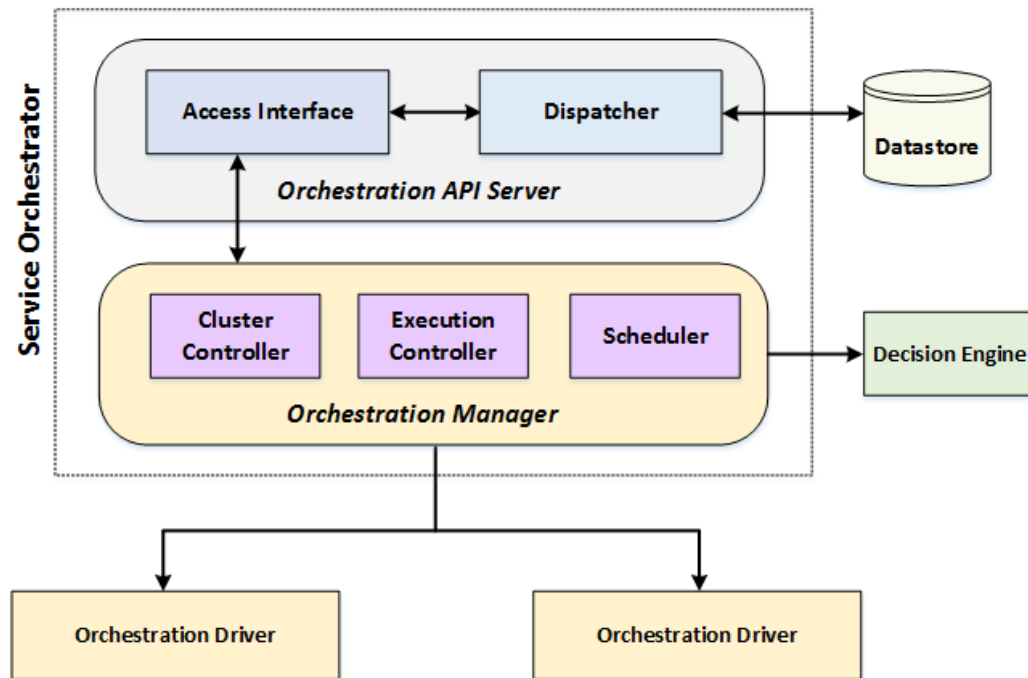 Service Orchestrator
Access Interface
Dispatcher
Datastore
Orchestration API Server
Cluster
Controller
Execution
Controller
Scheduler
Decision Engine
Orchestration Manager
Orchestration Driver
Orchestration Driver